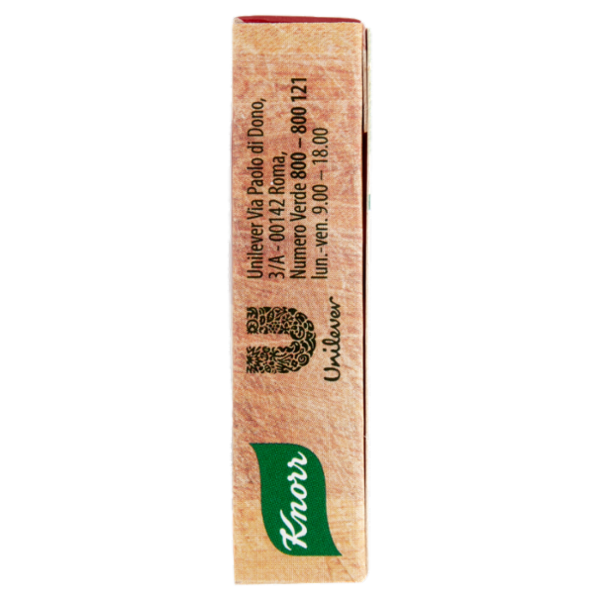 Knorr
Unilever
Unilever Via Paolo di Dono,
3/A - 00142 Roma,
Numero Verde 800 – 800 121
lun.-ven. 9.00 – 18.00